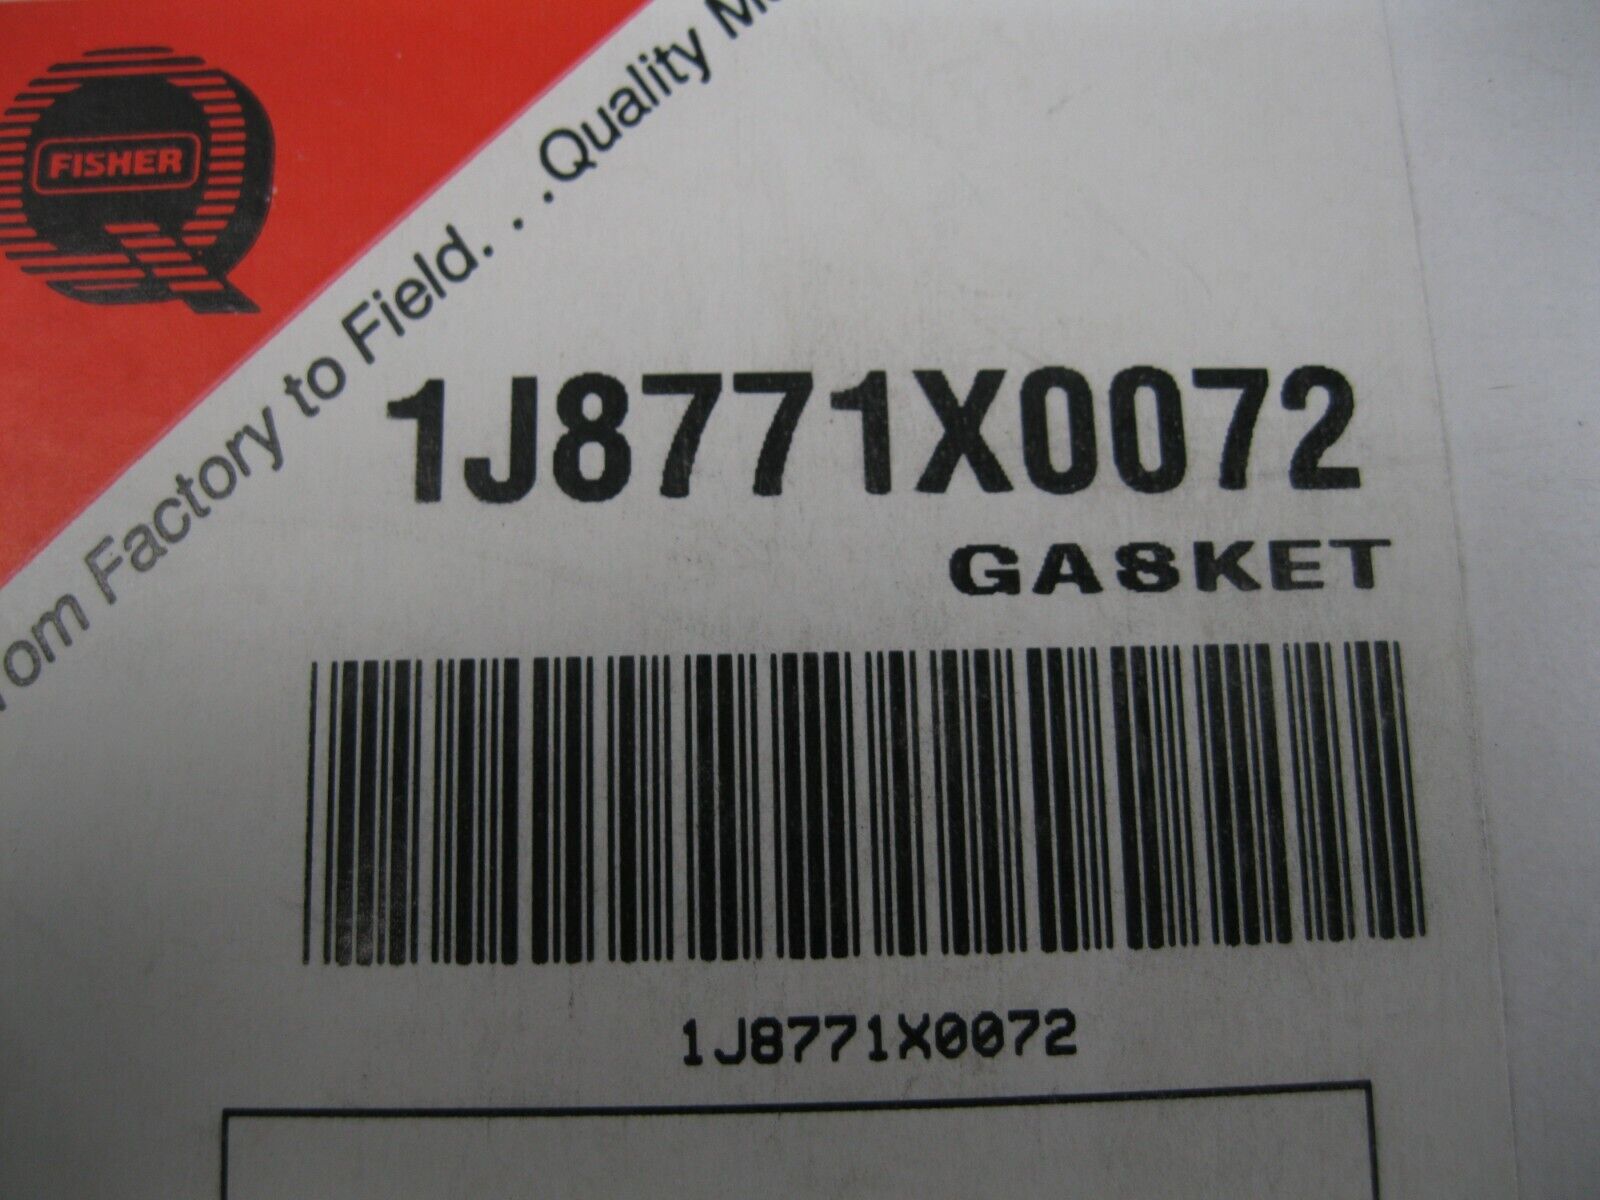 FISHER
rom Factory to Field. . .Quality M
1J8771X0072
GASKET
1J8771X0072